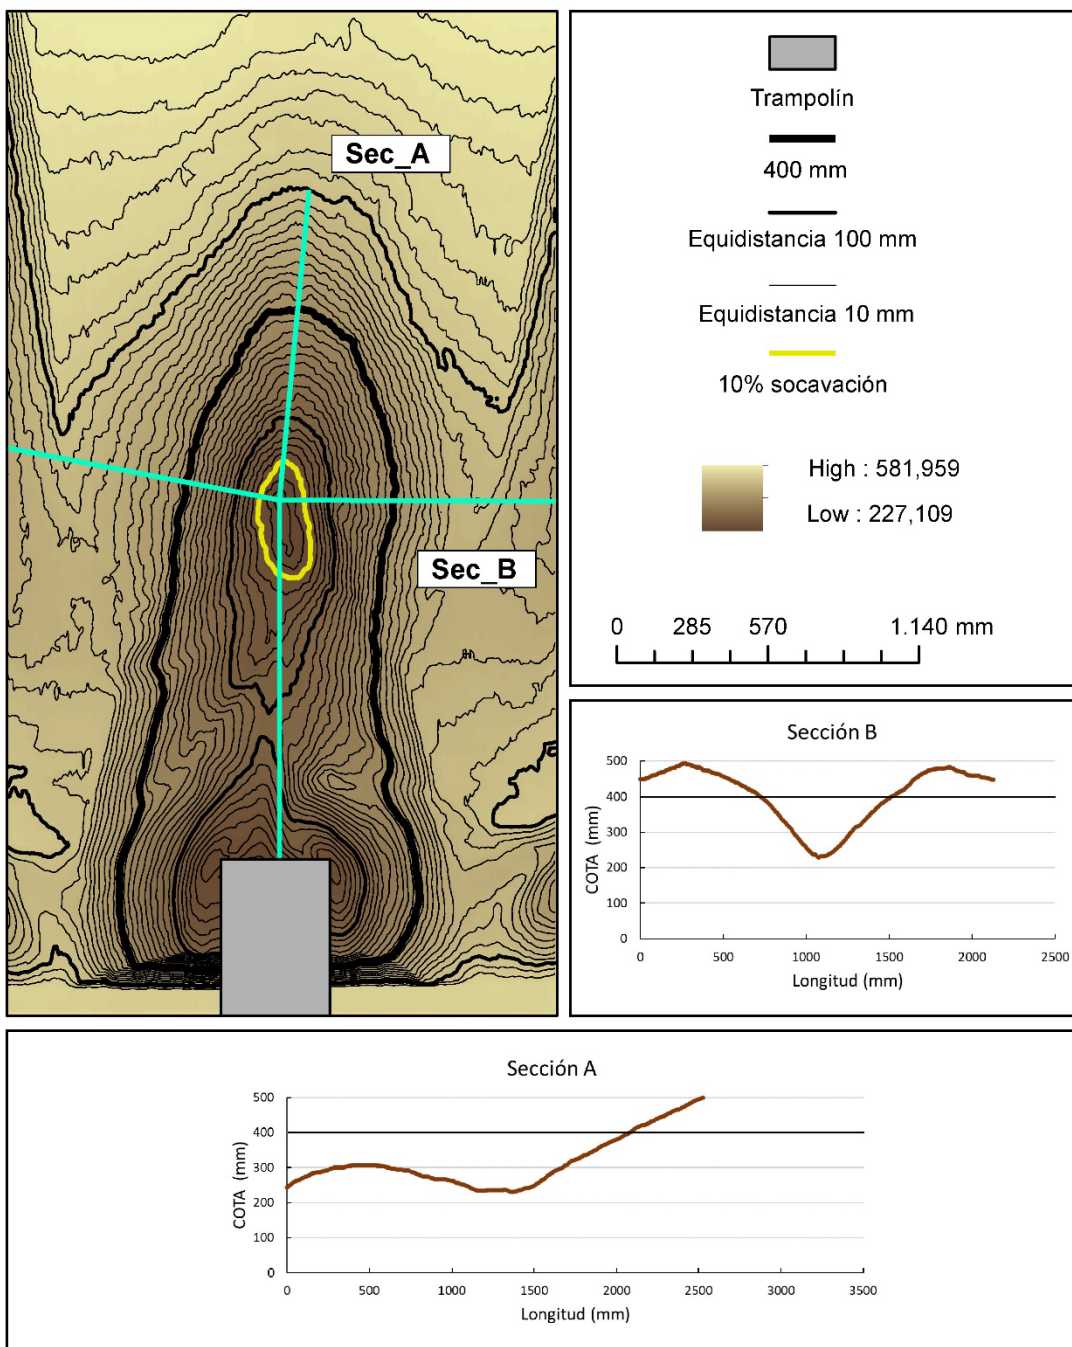 Sec_A
Sec_B
Trampolín
400 mm
Equidistancia 100 mm
Equidistancia 10 mm
10% socavación
High : 581,959
Low : 227,109
0 285 570 1.140 mm
Sección B
500
400
300
200
100
0
COTA (mm)
0 500 1000 1500 2000 2500
Longitud (mm)
Sección A
500
400
300
200
100
0
COTA (mm)
0 500 1000 1500 2000 2500 3000 3500
Longitud (mm)